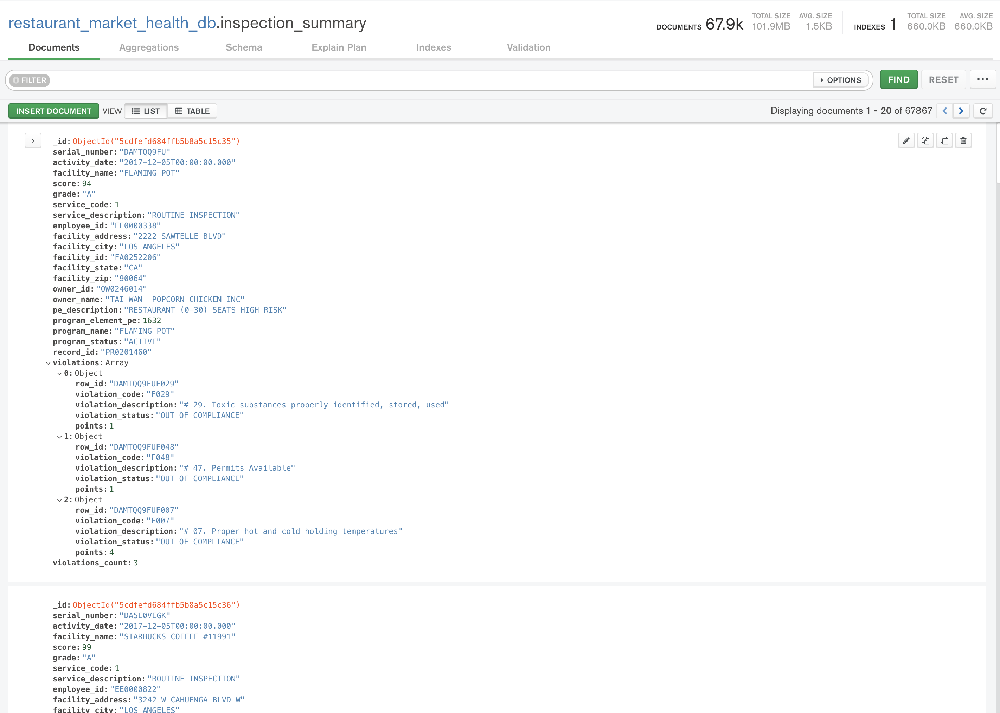 restaurant_market_health_db.inspection_summary
DOCUMENTS 67.9k TOTAL SIZE 101.9MB AVG. SIZE 1.5KB INDEXES 1 TOTAL SIZE 660.0KB AVG. SIZE 660.0KB
Documents Aggregations Schema Explain Plan Indexes Validation
FILTER OPTIONS FIND RESET ...
INSERT DOCUMENT VIEW LIST TABLE Displaying documents 1 - 20 of 67867
_id: ObjectId("5cdfefd684ffb5b8a5c15c35")
serial_number: "DAMTQQ9FU"
activity_date: "2017-12-05T00:00:00.000"
facility_name: "FLAMING POT"
score: 94
grade: "A"
service_code: 1
service_description: "ROUTINE INSPECTION"
employee_id: "EE0000338"
facility_address: "2222 SAWTELLE BLVD"
facility_city: "LOS ANGELES"
facility_id: "FA0252206"
facility_state: "CA"
facility_zip: "90064"
owner_id: "OW0246014"
owner_name: "TAI WAN  POPCORN CHICKEN INC"
pe_description: "RESTAURANT (0-30) SEATS HIGH RISK"
program_element_pe: 1632
program_name: "FLAMING POT"
program_status: "ACTIVE"
record_id: "PR0201460"
violations: Array
0: Object
row_id: "DAMTQQ9FUF029"
violation_code: "F029"
violation_description: "# 29. Toxic substances properly identified, stored, used"
violation_status: "OUT OF COMPLIANCE"
points: 1
1: Object
row_id: "DAMTQQ9FUF048"
violation_code: "F048"
violation_description: "# 47. Permits Available"
violation_status: "OUT OF COMPLIANCE"
points: 1
2: Object
row_id: "DAMTQQ9FUF007"
violation_code: "F007"
violation_description: "# 07. Proper hot and cold holding temperatures"
violation_status: "OUT OF COMPLIANCE"
points: 4
violations_count: 3
_id: ObjectId("5cdfefd684ffb5b8a5c15c36")
serial_number: "DA5E0VEGK"
activity_date: "2017-12-05T00:00:00.000"
facility_name: "STARBUCKS COFFEE #11991"
score: 99
grade: "A"
service_code: 1
service_description: "ROUTINE INSPECTION"
employee_id: "EE0000822"
facility_address: "3242 W CAHUENGA BLVD W"
facility_city: "LOS ANGELES"